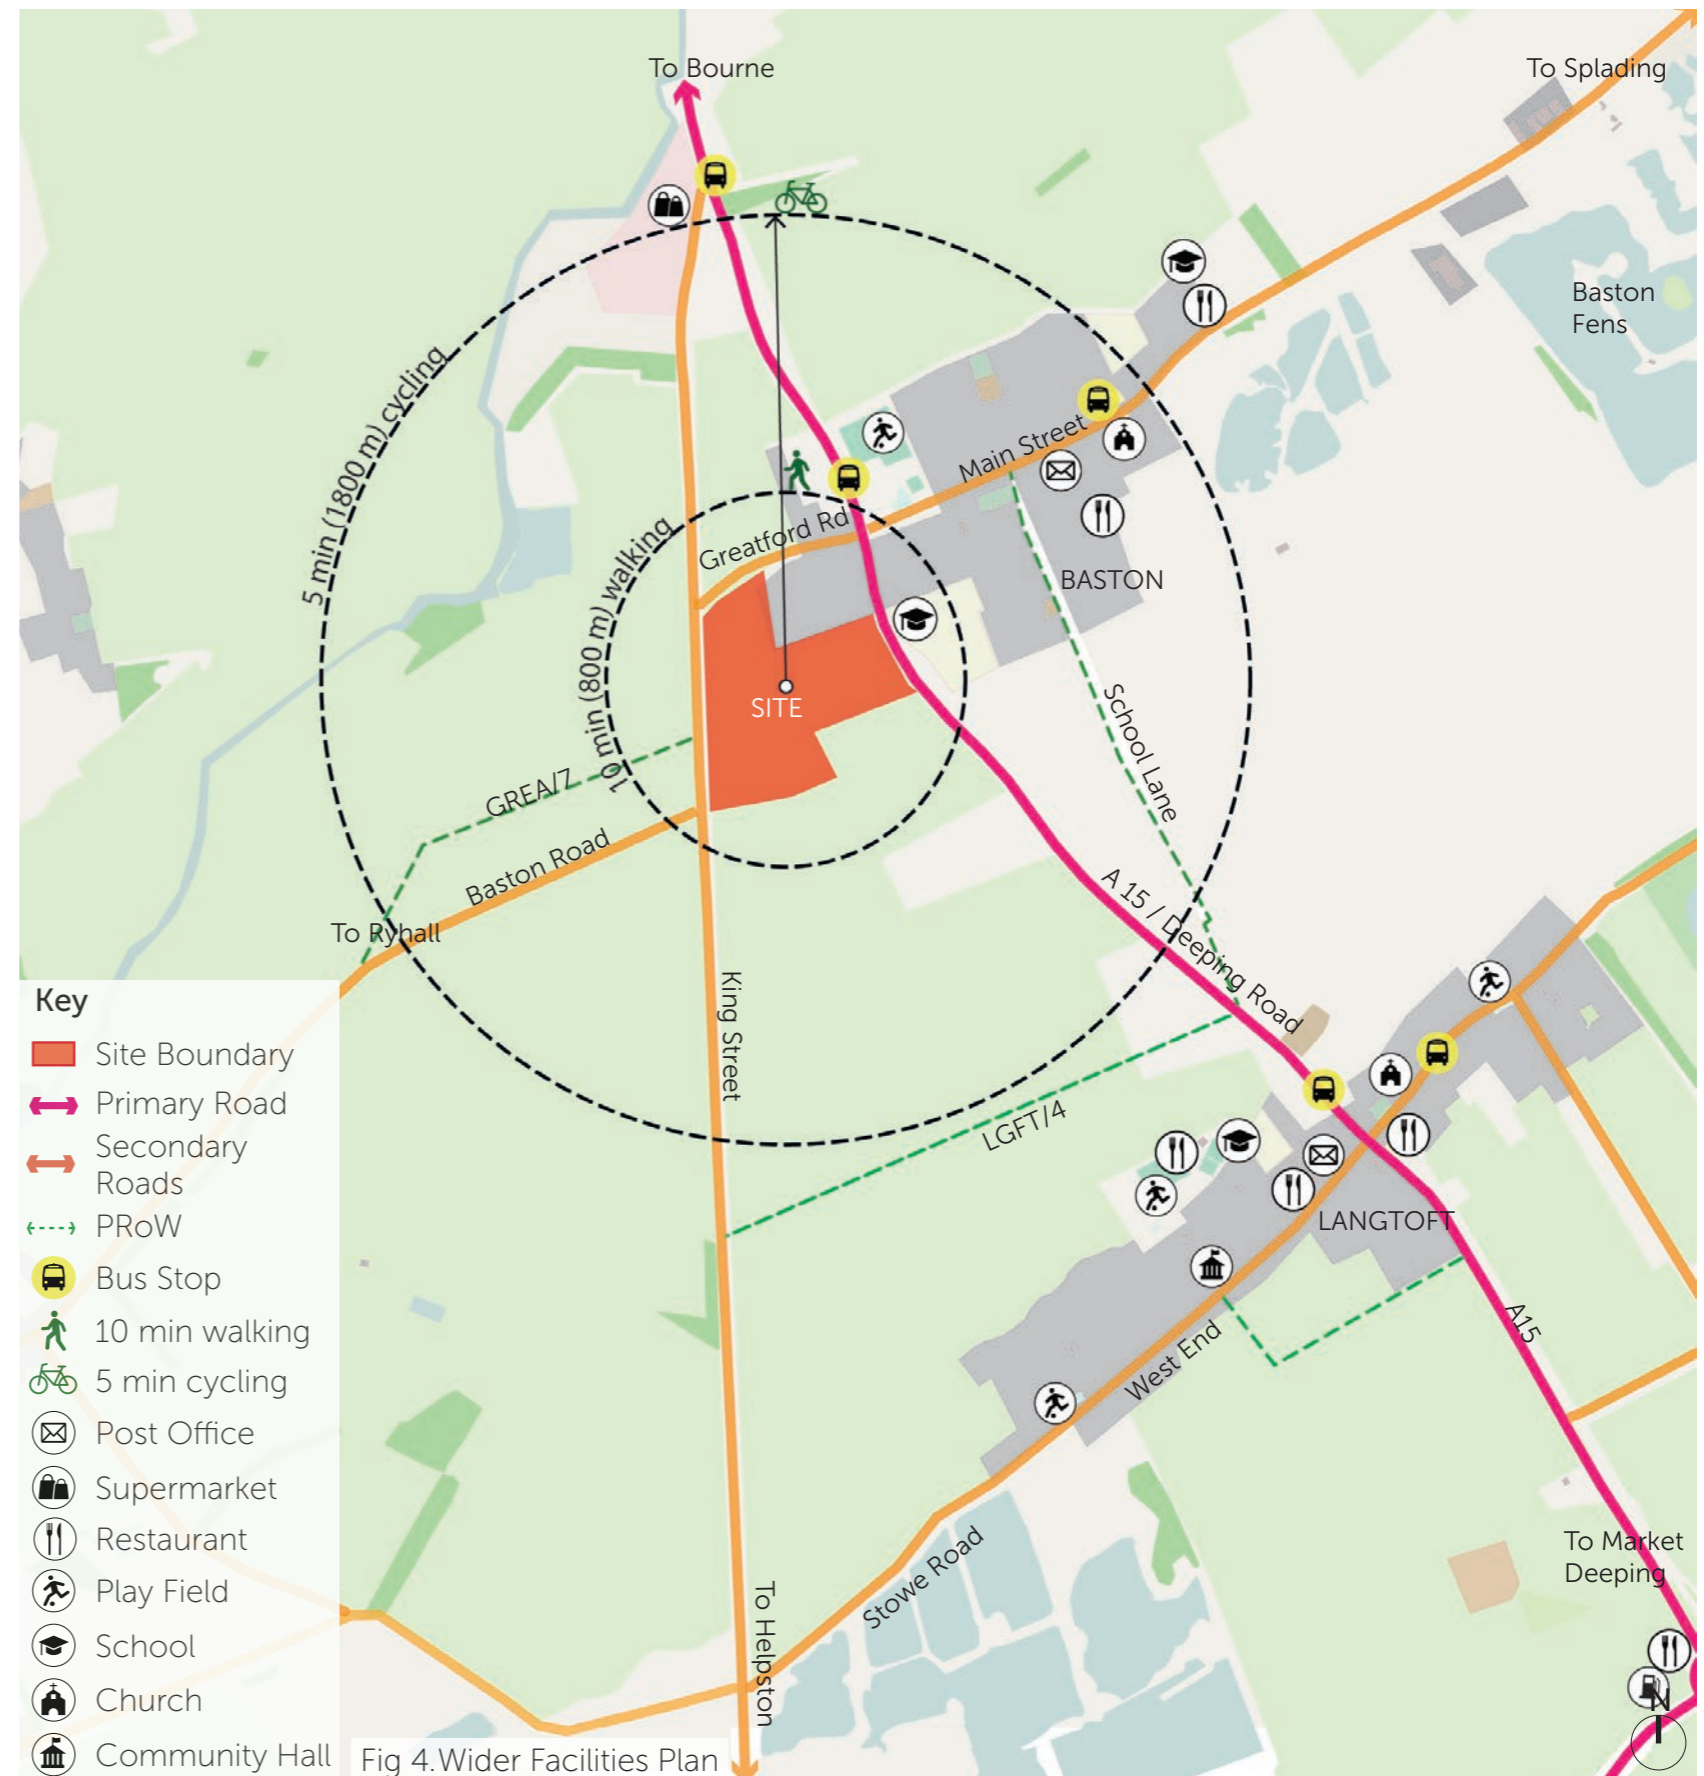 To Bourne
To Splading
Baston
Fens
5 min (1800 m) cycling
10 min (800 m) walking
Main Street
Greatford Rd
BASTON
SITE
School Lane
GREA/7
Baston Road
To Ryhall
A 15 / Deeping Road
King Street
LGFT/4
LANGTOFT
A15
West End
To Market
Deeping
Stowe Road
To Helpston
N
Key
Site Boundary
Primary Road
Secondary
Roads
PRoW
Bus Stop
10 min walking
5 min cycling
Post Office
Supermarket
Restaurant
Play Field
School
Church
Community Hall
Fig 4.Wider Facilities Plan